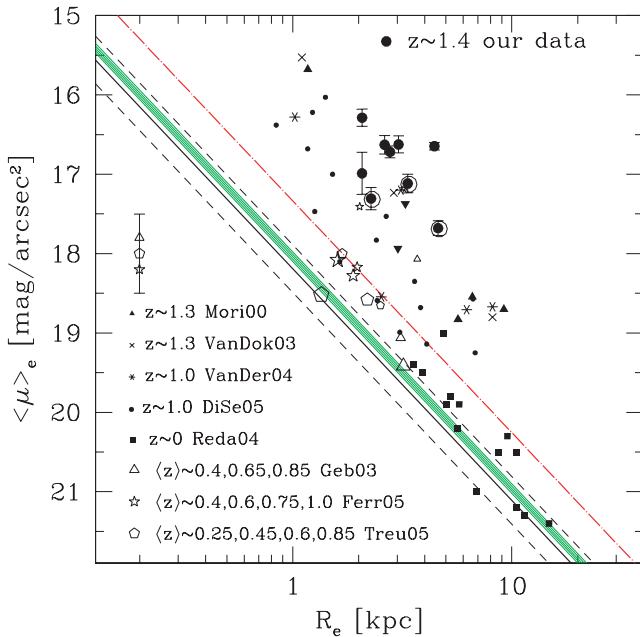 z~1.4 our data
15
16
17
18
19
20
21
<μ>e [mag/arcsec²]
z~1.3 Mori00
z~1.3 VanDok03
z~1.0 VanDer04
z~1.0 DiSe05
z~0 Reda04
⟨z⟩~0.4,0.65,0.85 Geb03
⟨z⟩~0.4,0.6,0.75,1.0 Ferr05
⟨z⟩~0.25,0.45,0.6,0.85 Treu05
1 10
Re [kpc]